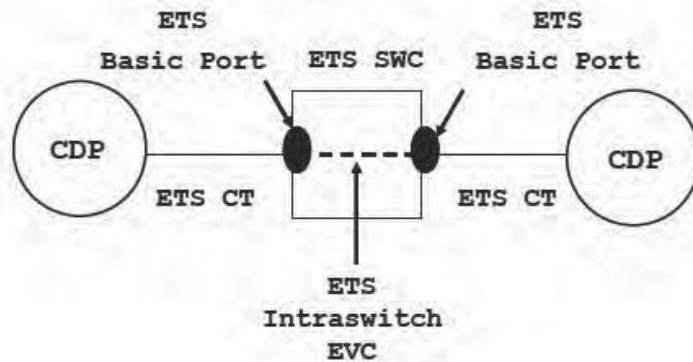 ETS
Basic Port
ETS SWC
ETS
Basic Port
CDP
CDP
ETS CT
ETS CT
ETS
Intraswitch
EVC